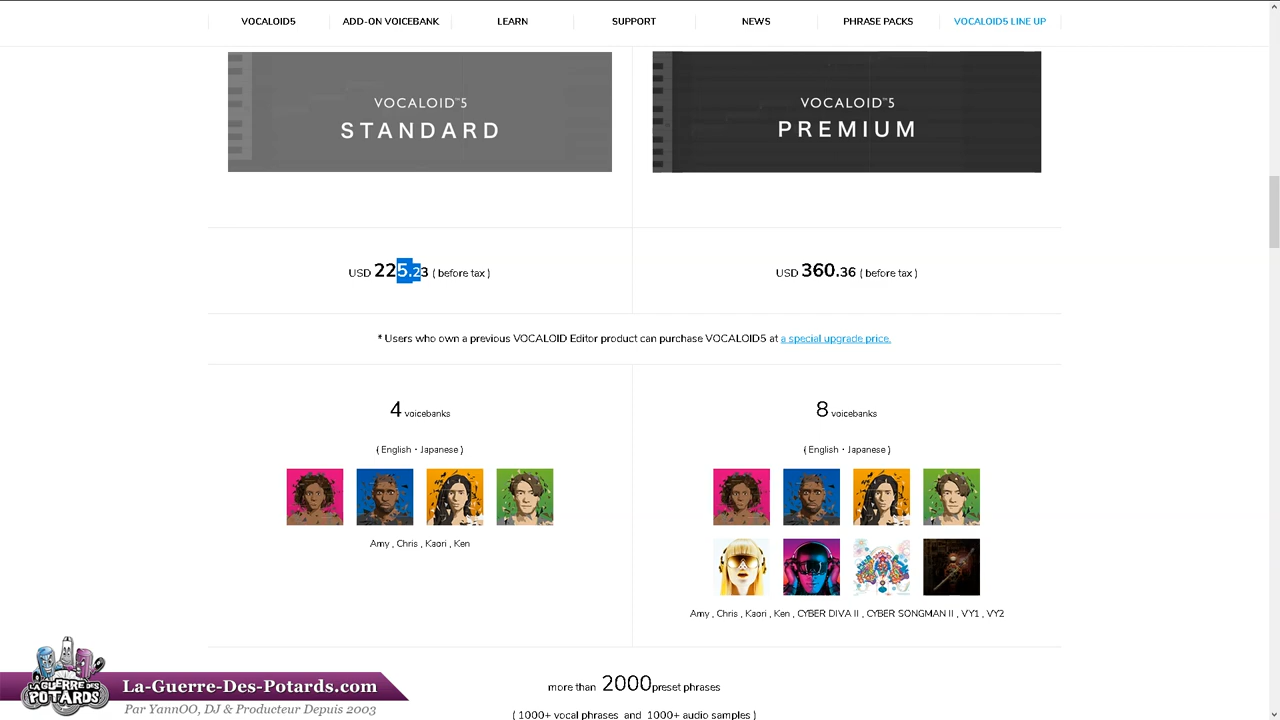 VOCALOID5
ADD-ON VOICEBANK
LEARN
SUPPORT
NEWS
PHRASE PACKS
VOCALOID5 LINE UP
VOCALOID™5
STANDARD
VOCALOID™5
PREMIUM
USD 225.23 ( before tax )
USD 360.36 ( before tax )
* Users who own a previous VOCALOID Editor product can purchase VOCALOID5 at a special upgrade price.
4 voicebanks
( English・Japanese )
Amy , Chris , Kaori , Ken
8 voicebanks
( English・Japanese )
Amy , Chris , Kaori , Ken , CYBER DIVA II , CYBER SONGMAN II , VY1 , VY2
more than 2000 preset phrases
( 1000+ vocal phrases and 1000+ audio samples )
LA GUERRE DES
POTARDS
La-Guerre-Des-Potards.com
Par YannOO, DJ & Producteur Depuis 2003